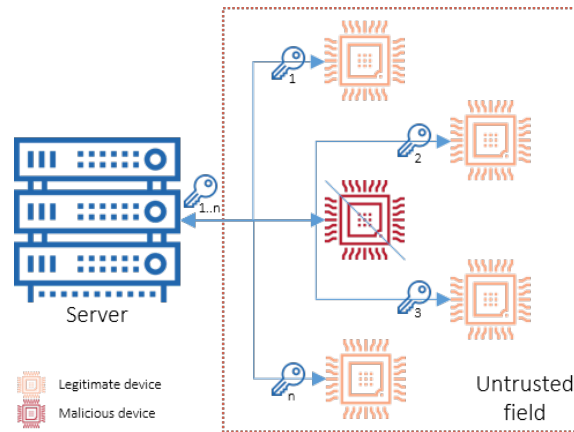 1
2
1..n
3
Server
n
Legitimate device
Malicious device
Untrusted
field